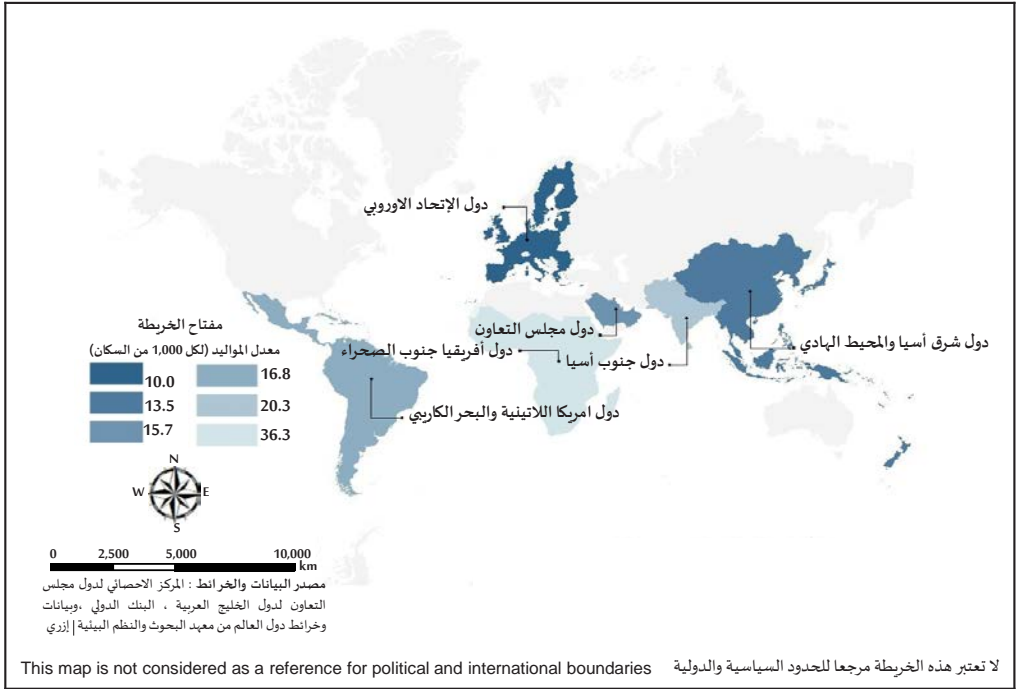 دول الإتحاد الاوروبي
دول مجلس التعاون
دول أفريقيا جنوب الصحراء
دول جنوب أسيا
دول شرق أسيا والمحيط الهادي
دول امريكا اللاتينية والبحر الكاريبي
مفتاح الخريطة
معدل المواليد (لكل 1,000 من السكان)
10.0
16.8
13.5
20.3
15.7
36.3
N
W E
S
0 2,500 5,000 10,000
km
مصدر البيانات والخرائط : المركز الاحصائي لدول مجلس
التعاون لدول الخليج العربية ، البنك الدولي ،وبيانات
وخرائط دول العالم من معهد البحوث والنظم البيئية | إزري
This map is not considered as a reference for political and international boundaries لا تعتبر هذه الخريطة مرجعا للحدود السياسية والدولية